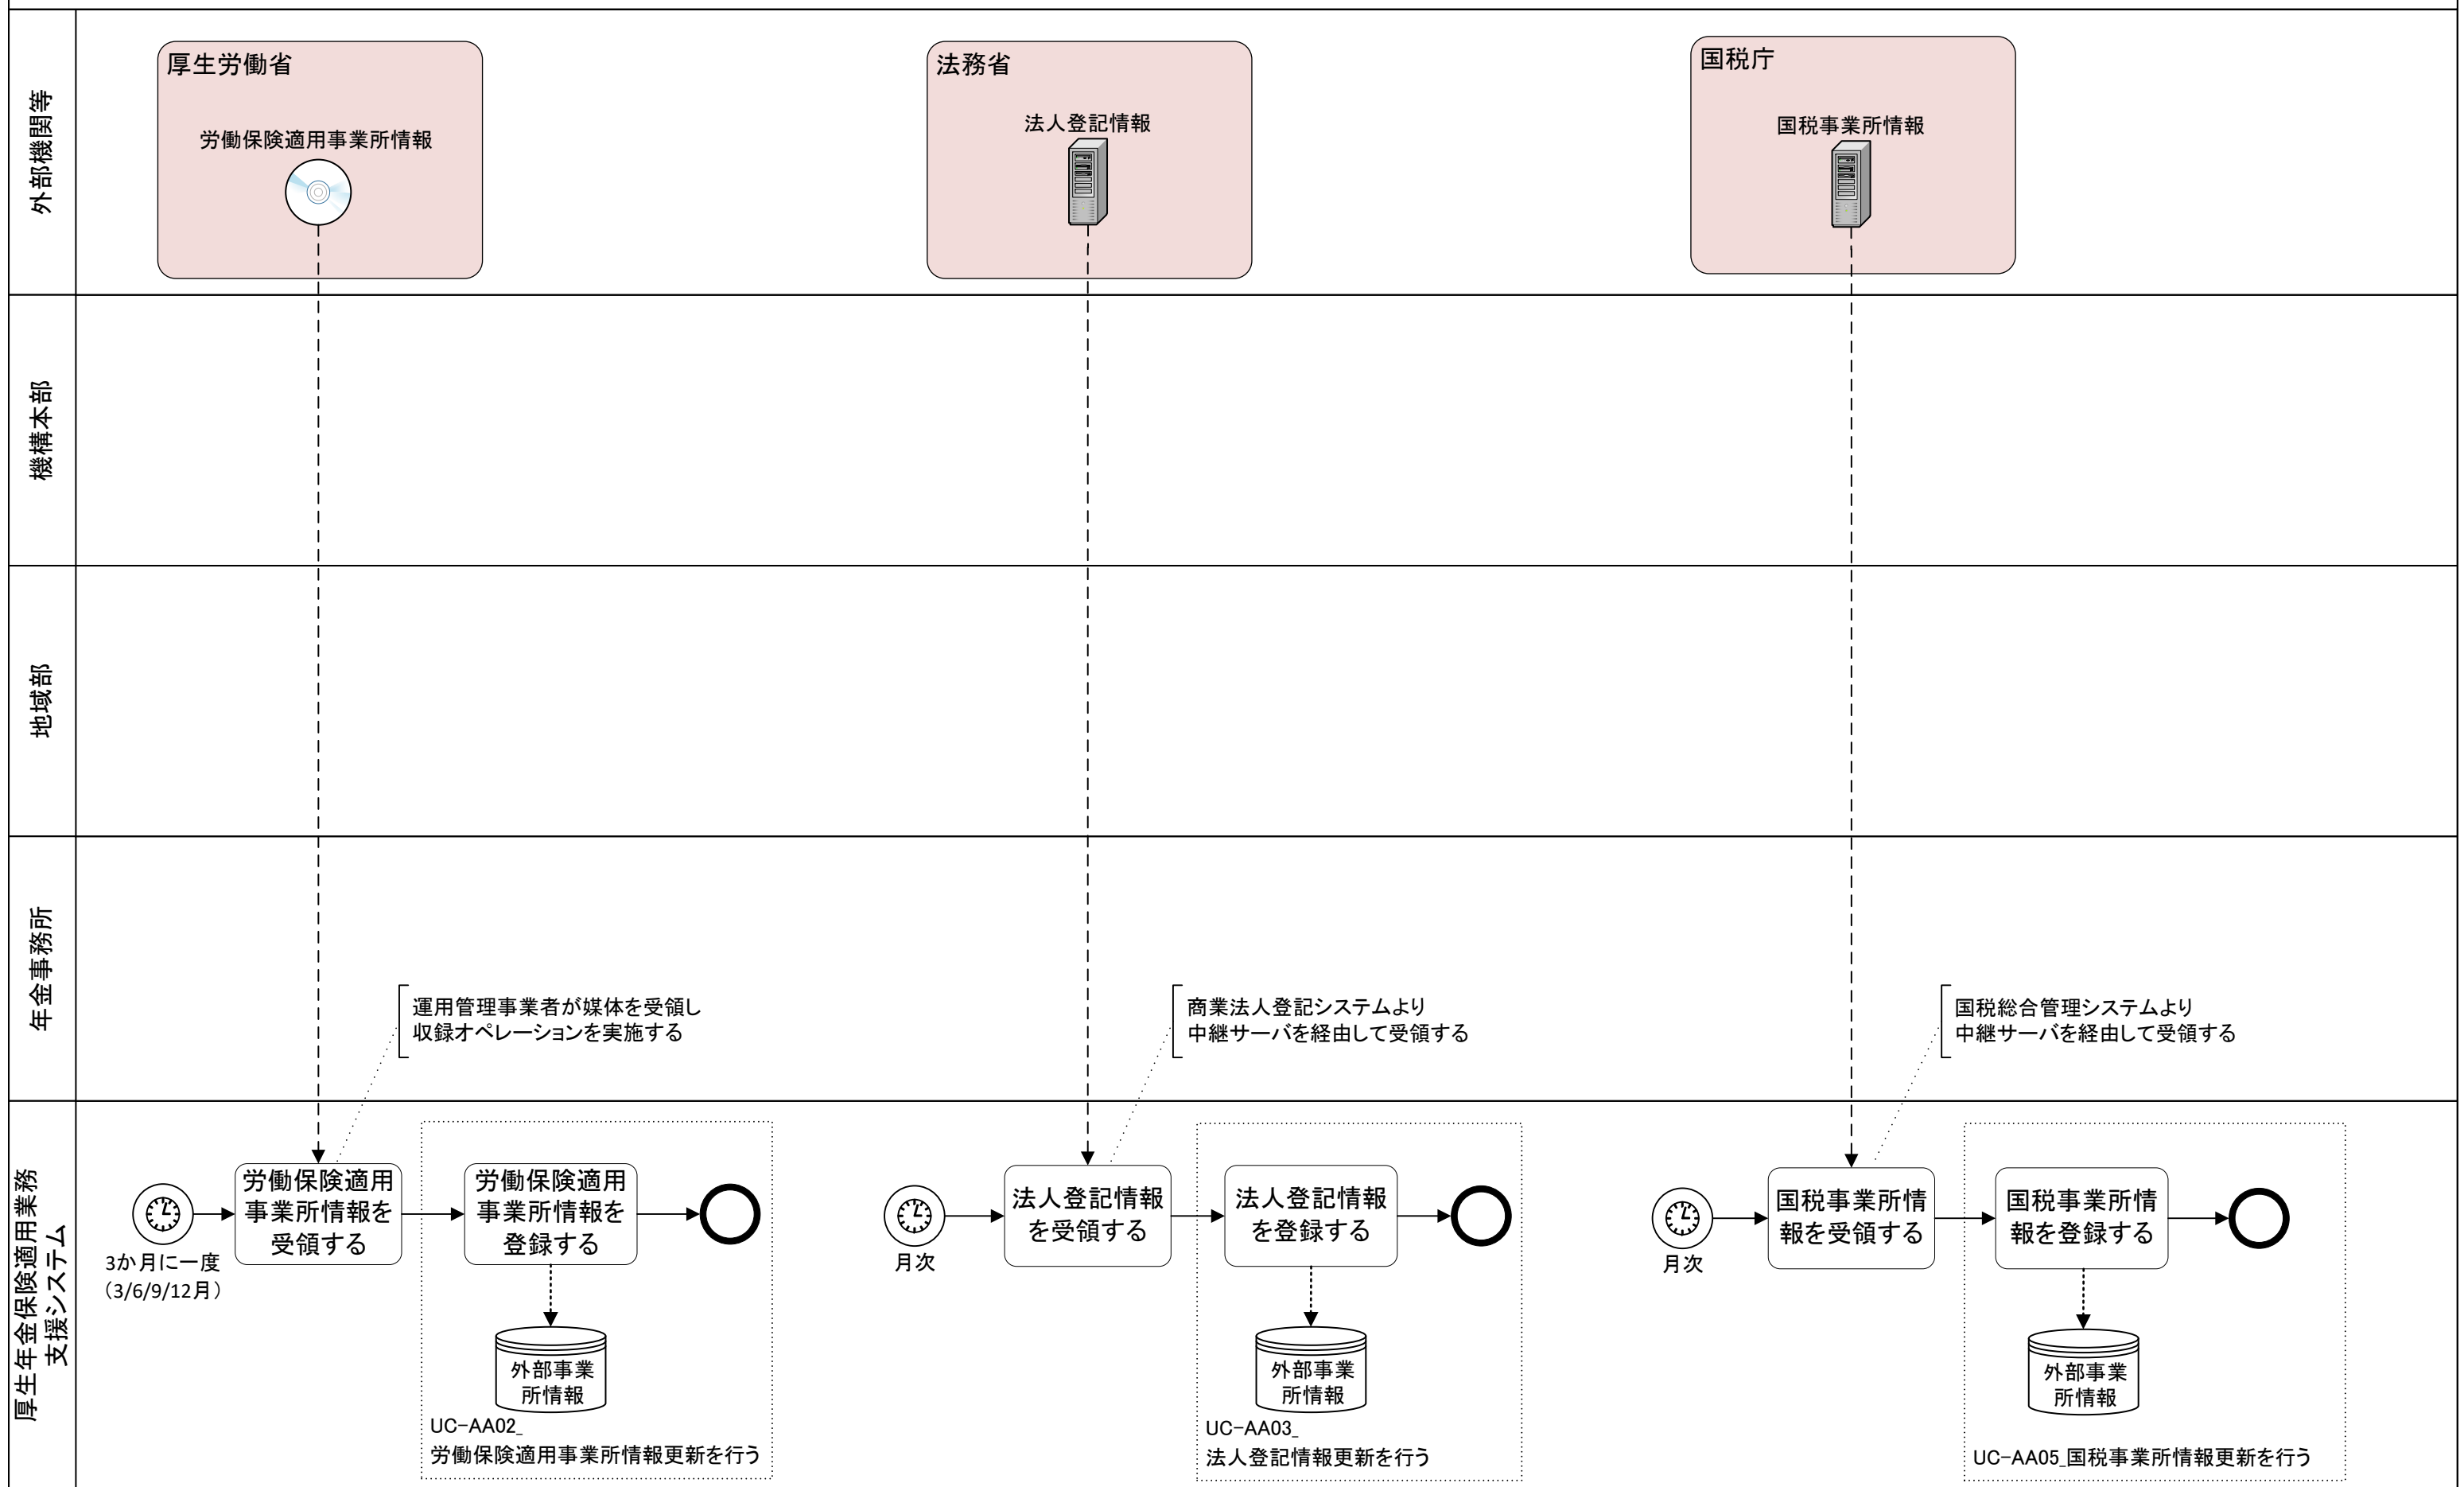 外部機関等
厚生労働省
労働保険適用事業所情報
法務省
法人登記情報
国税庁
国税事業所情報
機構本部
地域部
年金事務所
運用管理事業者が媒体を受領し
収録オペレーションを実施する
商業法人登記システムより
中継サーバを経由して受領する
国税総合管理システムより
中継サーバを経由して受領する
厚生年金保険適用業務
支援システム
3か月に一度
（3/6/9/12月）
労働保険適用
事業所情報を
受領する
労働保険適用
事業所情報を
登録する
外部事業
所情報
UC-AA02_
労働保険適用事業所情報更新を行う
月次
法人登記情報
を受領する
法人登記情報
を登録する
外部事業
所情報
UC-AA03_
法人登記情報更新を行う
月次
国税事業所情
報を受領する
国税事業所情
報を登録する
外部事業
所情報
UC-AA05_国税事業所情報更新を行う